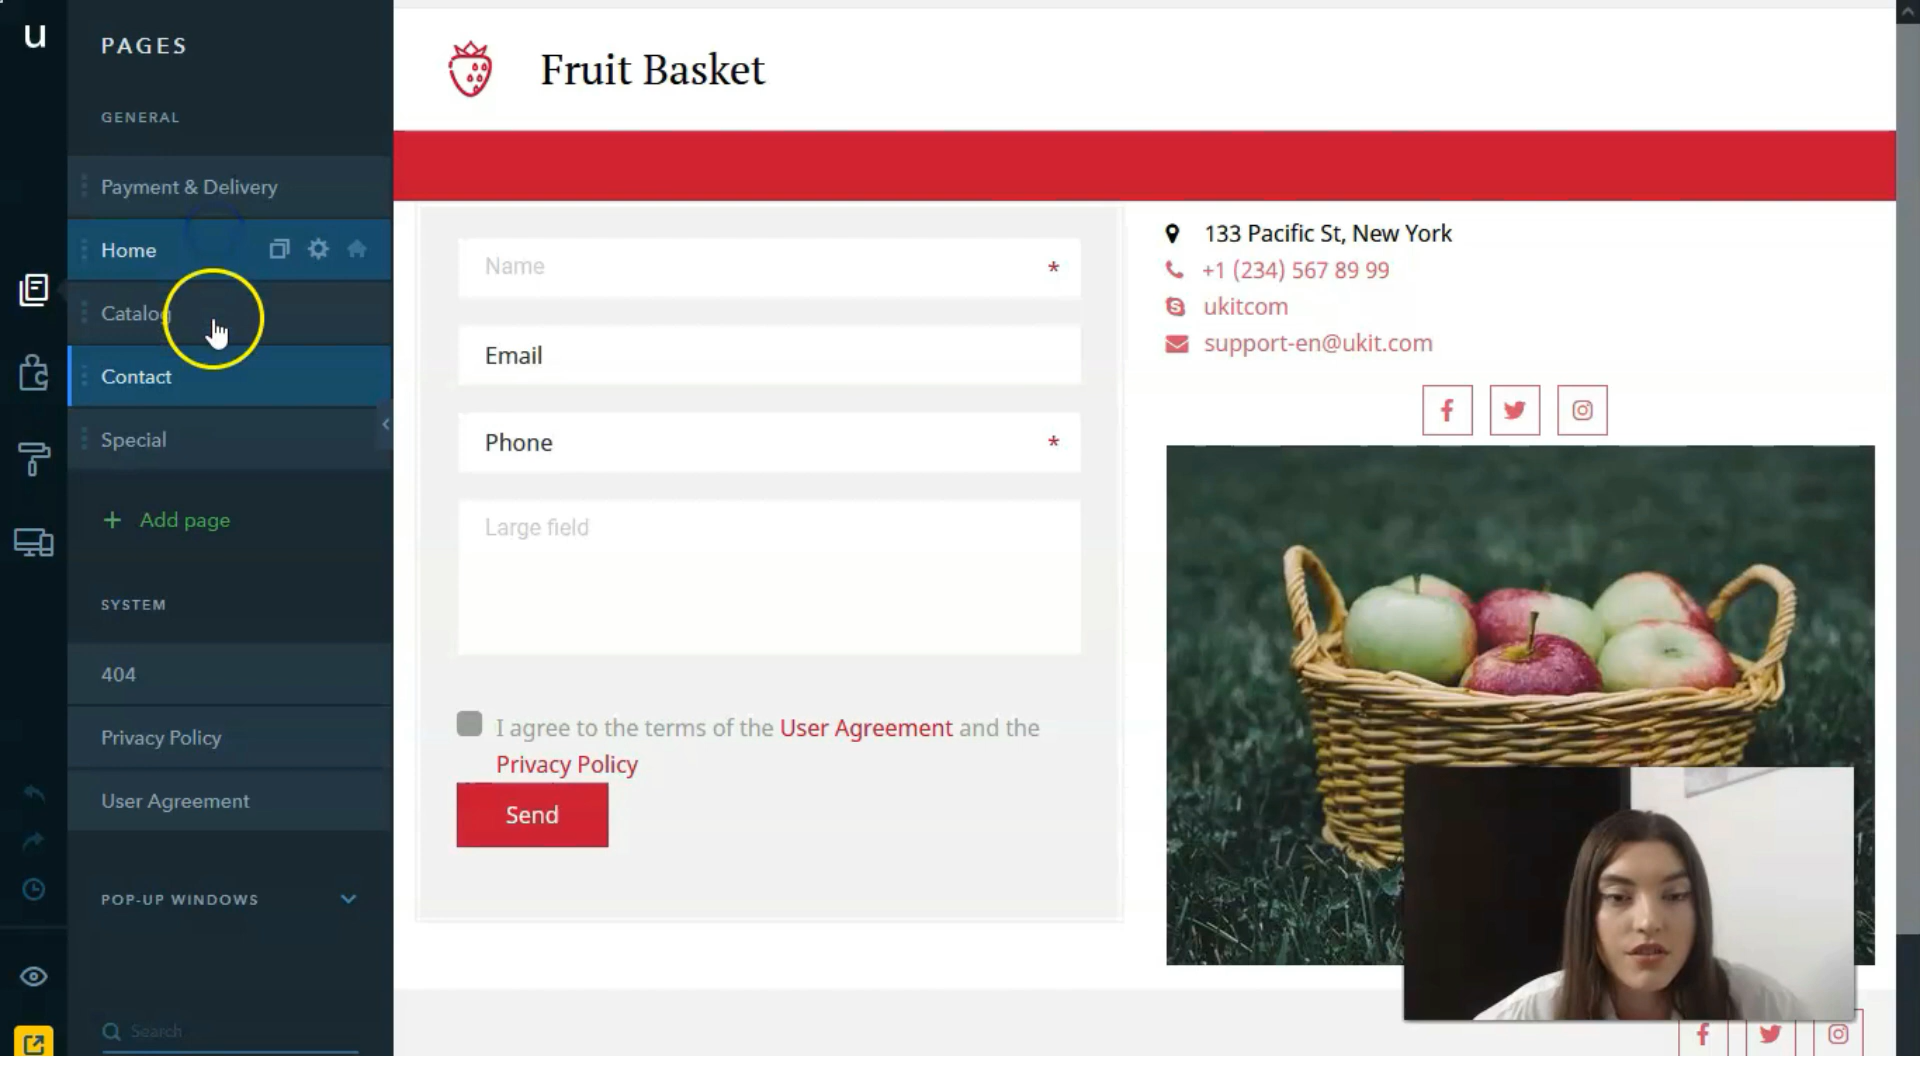 u
PAGES
GENERAL
Payment & Delivery
Home
Catalog
Contact
Special
+ Add page
SYSTEM
404
Privacy Policy
User Agreement
POP-UP WINDOWS
Search
Fruit Basket
Name *
Email
Phone *
Large field
I agree to the terms of the User Agreement and the
Privacy Policy
Send
133 Pacific St, New York
+1 (234) 567 89 99
ukitcom
support-en@ukit.com